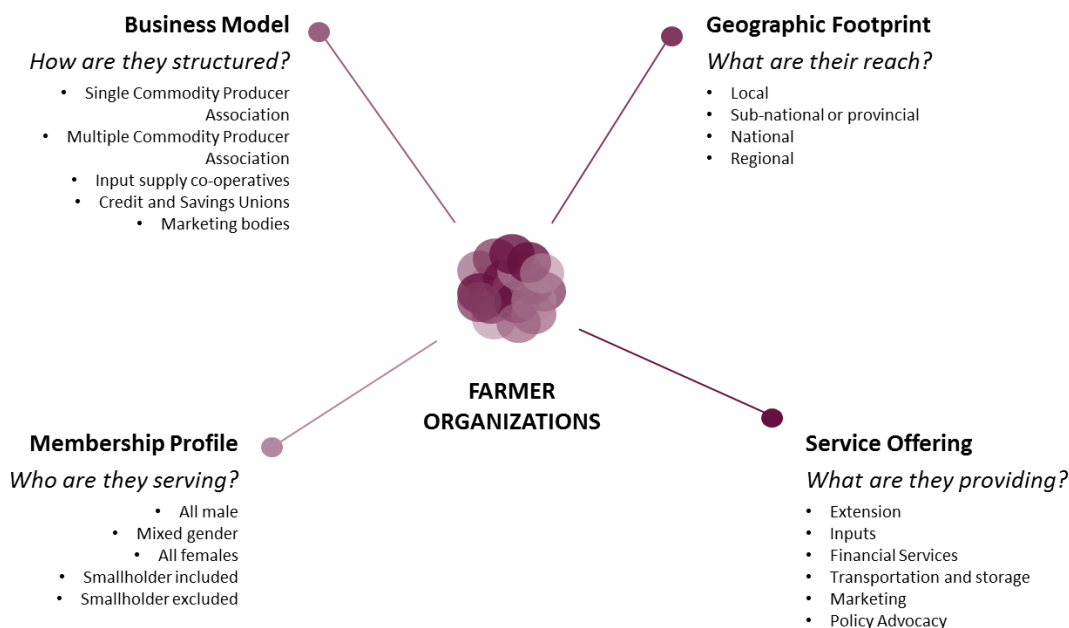 Business Model
How are they structured?
• Single Commodity Producer
Association
• Multiple Commodity Producer
Association
• Input supply co-operatives
• Credit and Savings Unions
• Marketing bodies
Geographic Footprint
What are their reach?
• Local
• Sub-national or provincial
• National
• Regional
FARMER
ORGANIZATIONS
Membership Profile
Who are they serving?
• All male
• Mixed gender
• All females
• Smallholder included
• Smallholder excluded
Service Offering
What are they providing?
• Extension
• Inputs
• Financial Services
• Transportation and storage
• Marketing
• Policy Advocacy